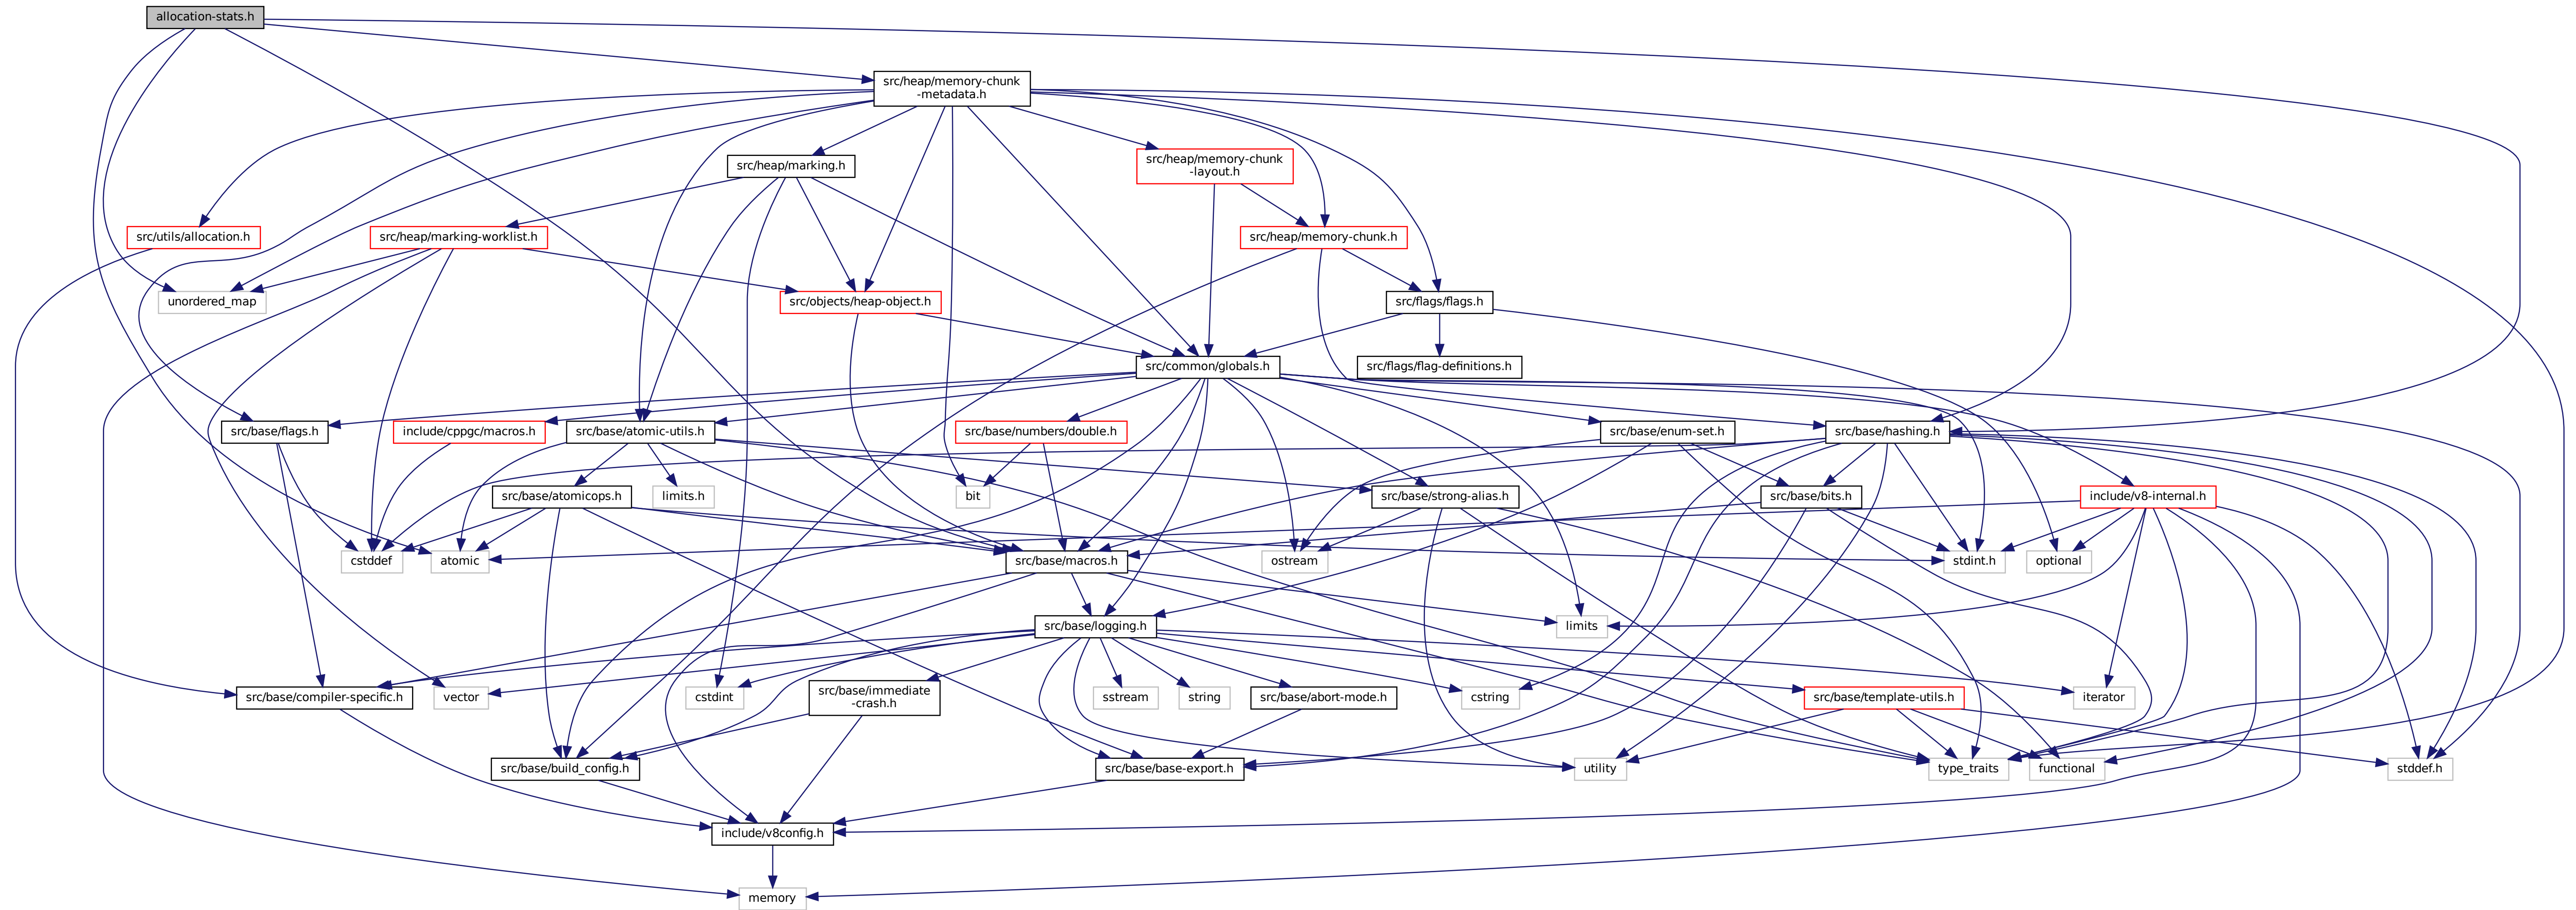 allocation-stats.h
src/heap/memory-chunk
-metadata.h
src/heap/marking.h
src/heap/memory-chunk
-layout.h
src/utils/allocation.h
src/heap/marking-worklist.h
src/heap/memory-chunk.h
unordered_map
src/objects/heap-object.h
src/flags/flags.h
src/common/globals.h
src/flags/flag-definitions.h
src/base/flags.h
include/cppgc/macros.h
src/base/atomic-utils.h
src/base/numbers/double.h
src/base/enum-set.h
src/base/hashing.h
src/base/atomicops.h
limits.h
bit
src/base/strong-alias.h
src/base/bits.h
include/v8-internal.h
cstddef
atomic
src/base/macros.h
ostream
stdint.h
optional
src/base/logging.h
limits
src/base/compiler-specific.h
vector
cstdint
src/base/immediate
-crash.h
sstream
string
src/base/abort-mode.h
cstring
src/base/template-utils.h
iterator
src/base/build_config.h
src/base/base-export.h
utility
type_traits
functional
stddef.h
include/v8config.h
memory